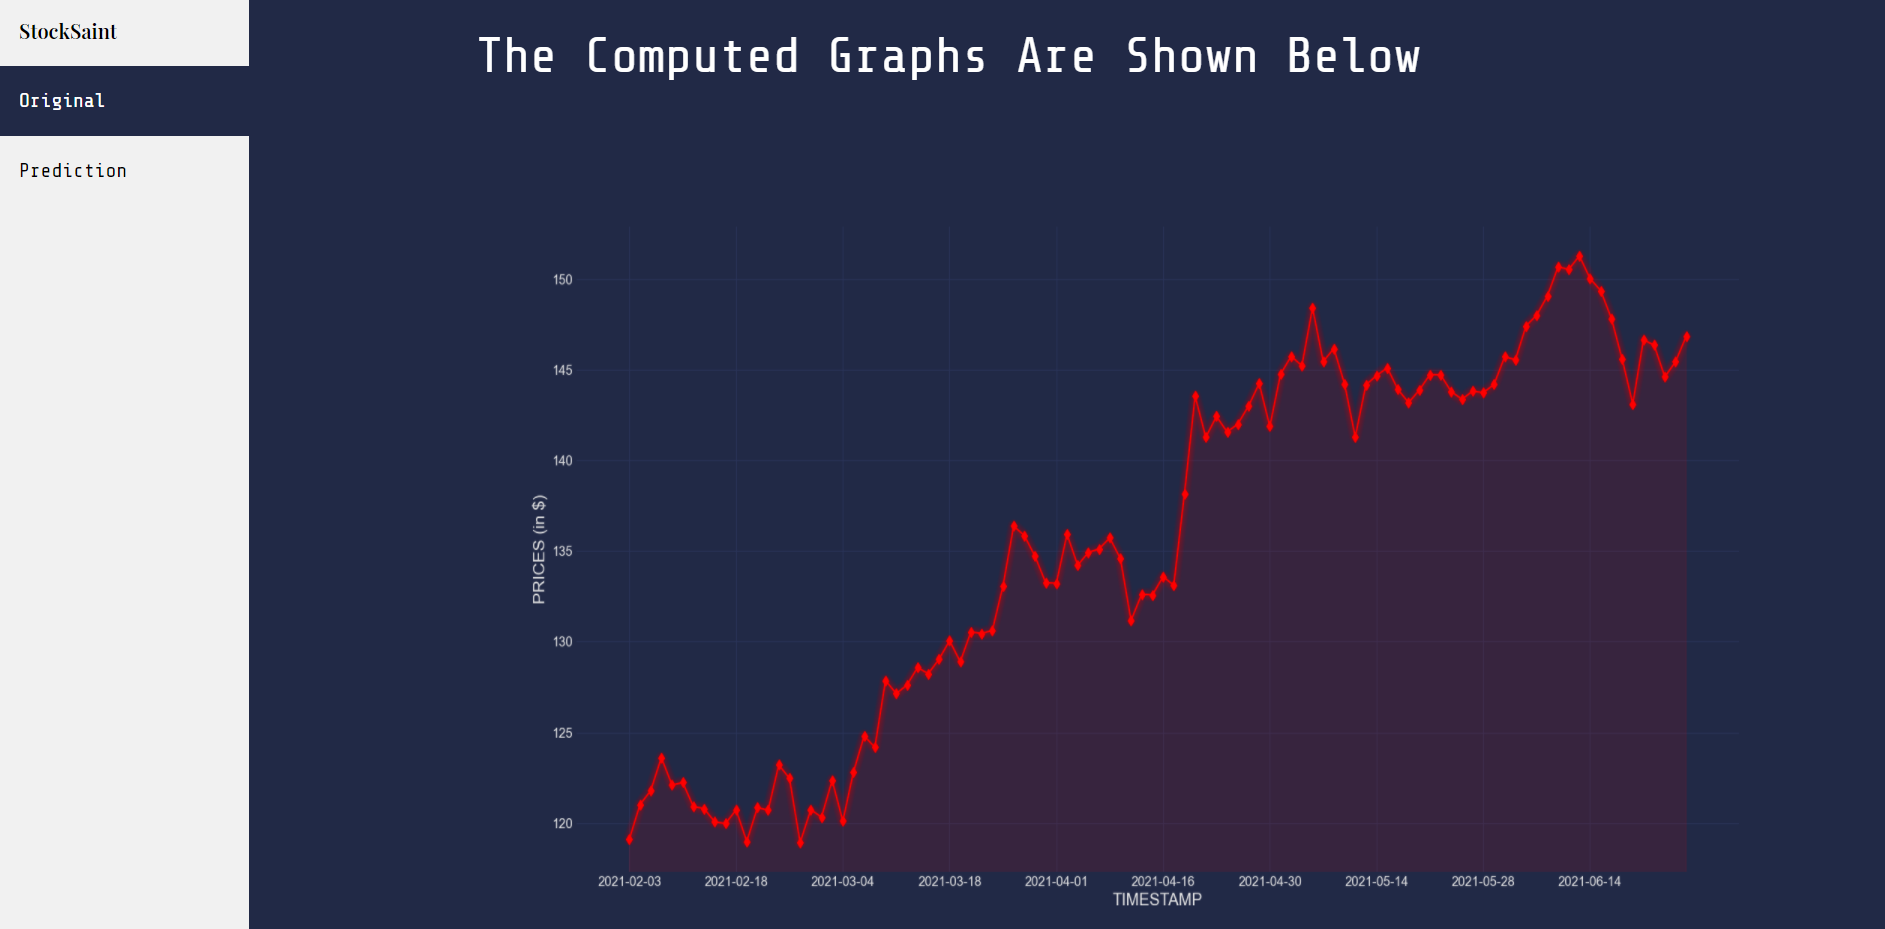 StockSaint
Original
Prediction
The Computed Graphs Are Shown Below
150
145
140
135
130
125
120
PRICES (in $)
2021-02-03 2021-02-18 2021-03-04 2021-03-18 2021-04-01 2021-04-16 2021-04-30 2021-05-14 2021-05-28 2021-06-14
TIMESTAMP